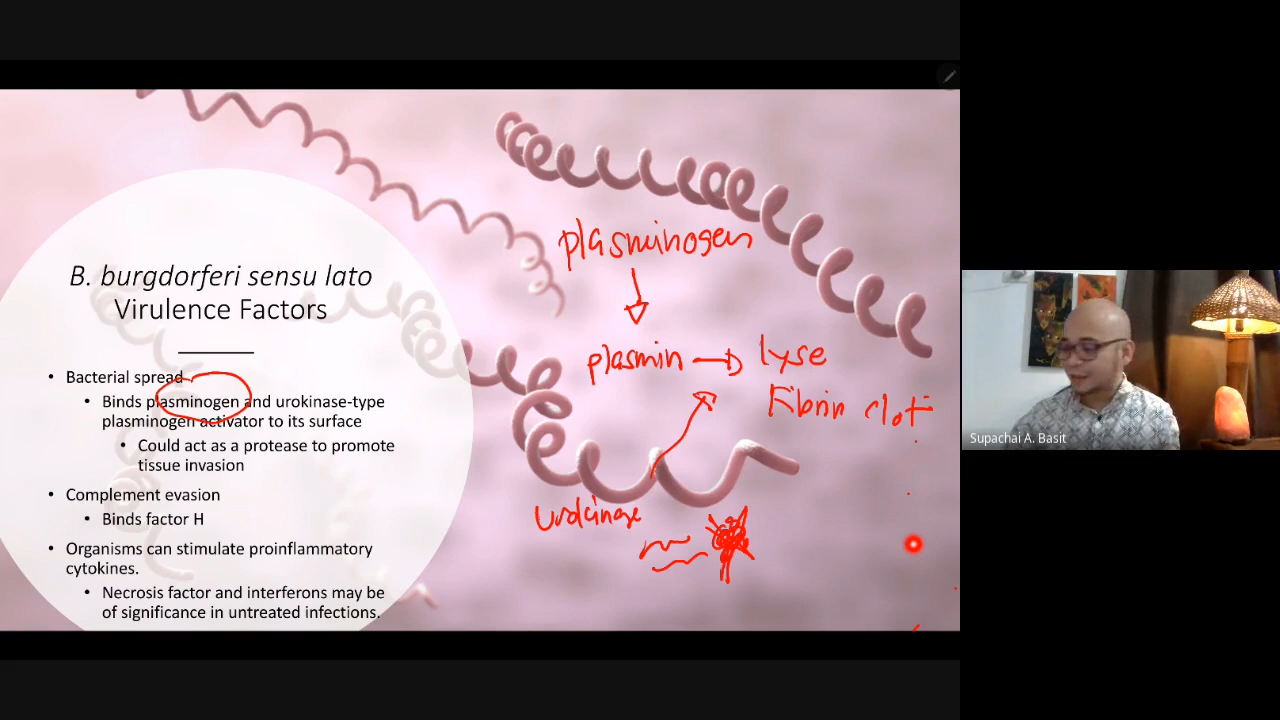 B. burgdorferi sensu lato
Virulence Factors
• Bacterial spread
• Binds plasminogen and urokinase-type
plasminogen activator to its surface
• Could act as a protease to promote
tissue invasion
• Complement evasion
• Binds factor H
• Organisms can stimulate proinflammatory
cytokines.
• Necrosis factor and interferons may be
of significance in untreated infections.
plasminogen
plasmin → lyse
Fibrin clot
Supachai A. Basit